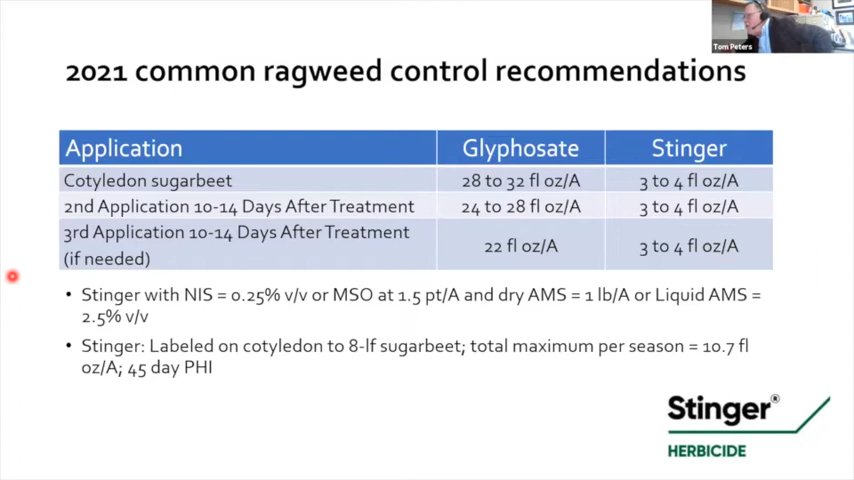 Tom Peters
2021 common ragweed control recommendations
Application Glyphosate Stinger
Cotyledon sugarbeet 28 to 32 fl oz/A 3 to 4 fl oz/A
2nd Application 10-14 Days After Treatment 24 to 28 fl oz/A 3 to 4 fl oz/A
3rd Application 10-14 Days After Treatment
(if needed) 22 fl oz/A 3 to 4 fl oz/A
• Stinger with NIS = 0.25% v/v or MSO at 1.5 pt/A and dry AMS = 1 lb/A or Liquid AMS =
2.5% v/v
• Stinger: Labeled on cotyledon to 8-lf sugarbeet; total maximum per season = 10.7 fl
oz/A; 45 day PHI
Stinger®
HERBICIDE